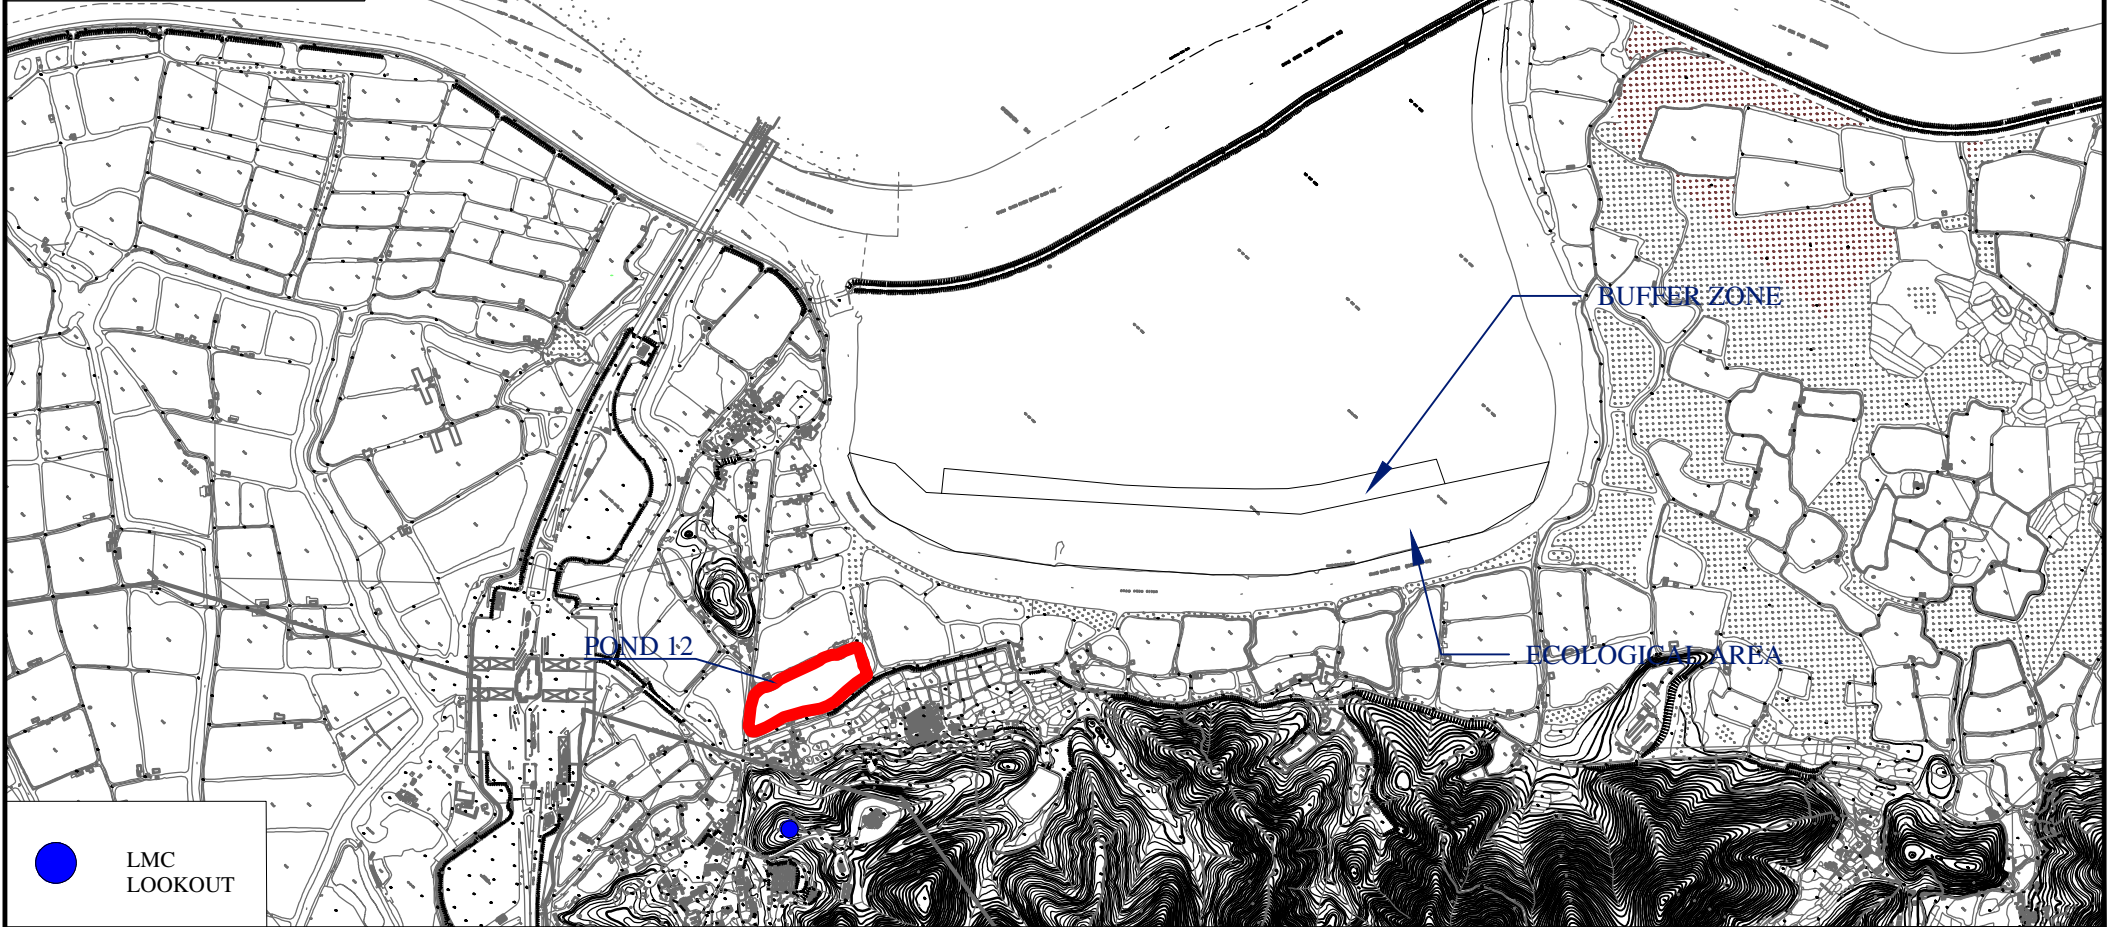 BUFFER ZONE
POND 12
ECOLOGICAL AREA
LMC
LOOKOUT